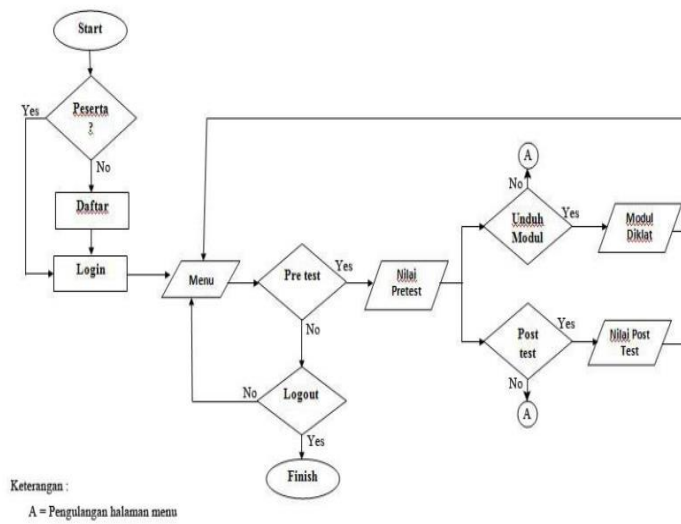 Start
Peserta
?
Yes
No
Daftar
Login
Menu
Pre test
Yes
No
Nilai
Pretest
Logout
No
Yes
Finish
A
No
Unduh
Modul
Yes
Modul
Diklat
Post
test
Yes
No
A
Nilai Post
Test
Keterangan :
A = Pengulangan halaman menu